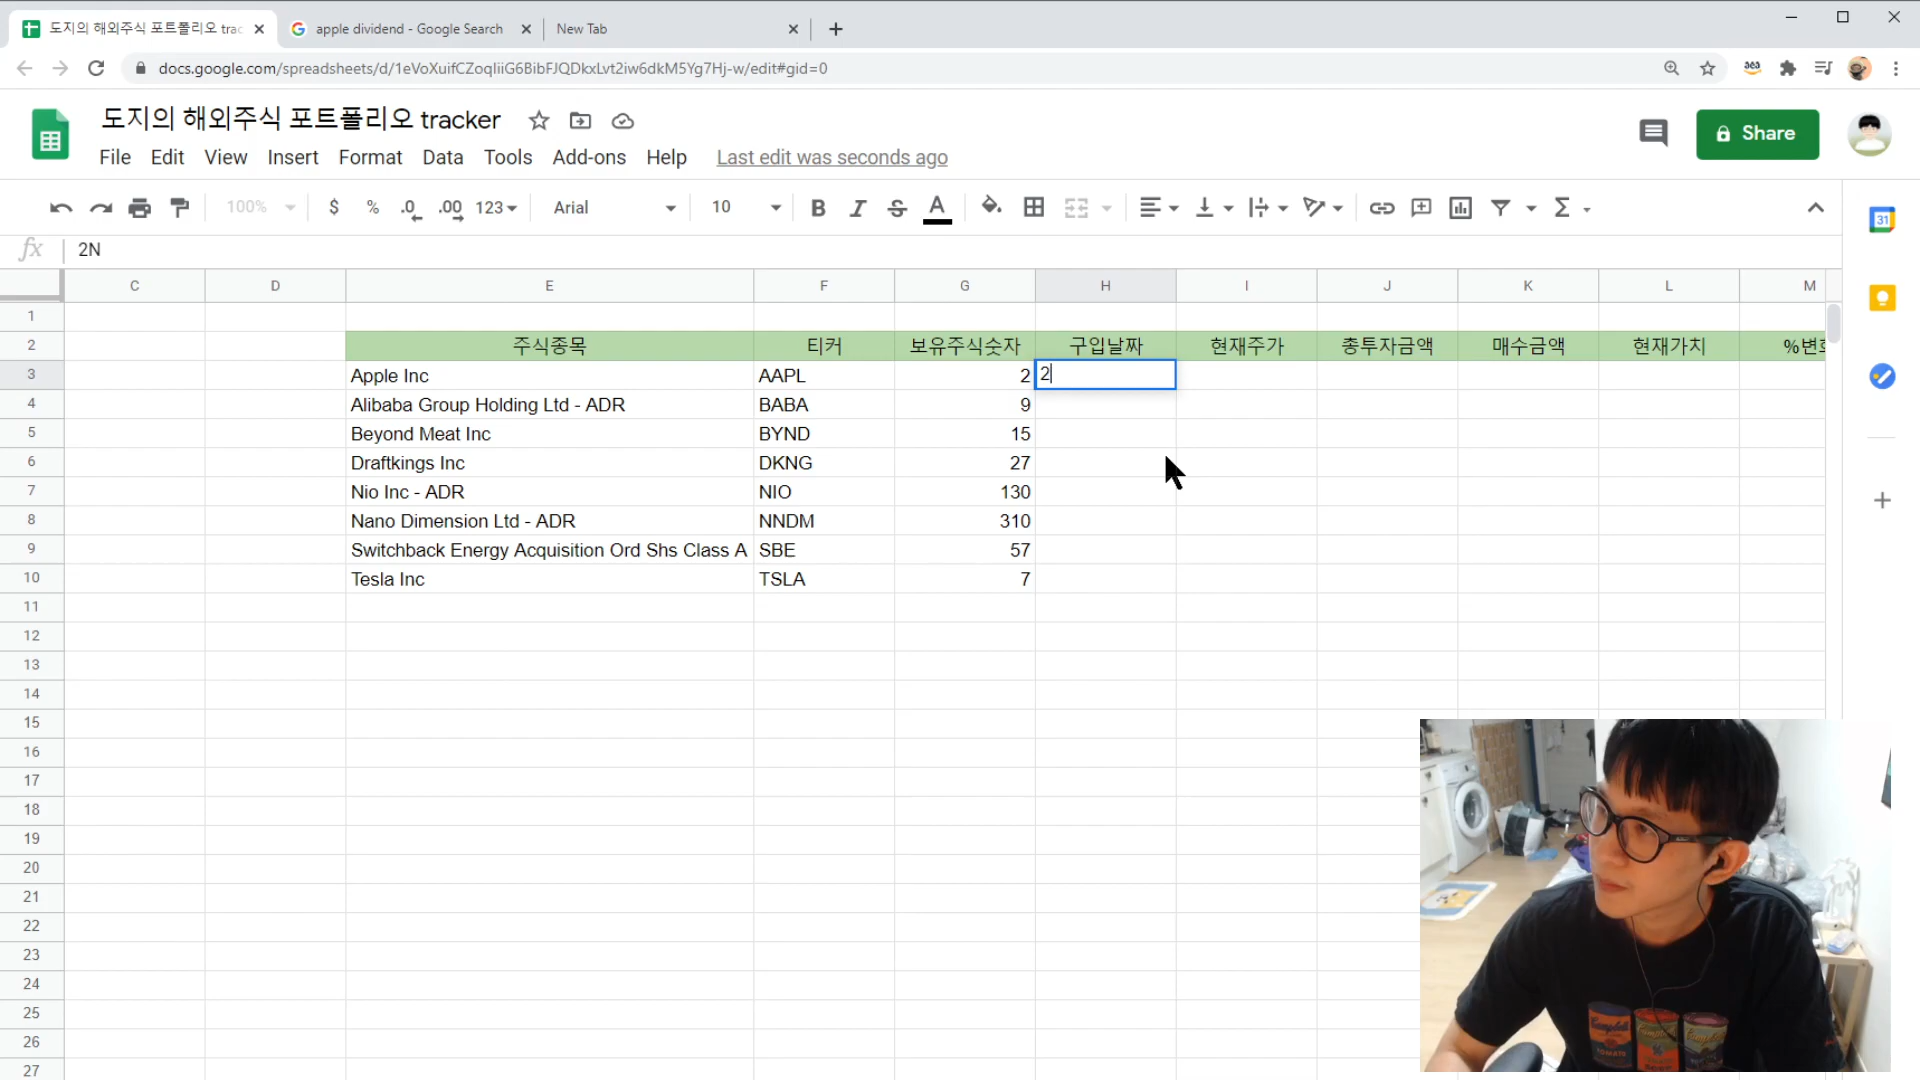 도지의 해외주식 포트폴리오 trac
apple dividend - Google Search
New Tab
docs.google.com/spreadsheets/d/1eVoXuifCZoqliiG6BibFJQDkxLvt2iw6dkM5Yg7Hj-w/edit#gid=0
도지의 해외주식 포트폴리오 tracker
Share
File Edit View Insert Format Data Tools Add-ons Help Last edit was seconds ago
100% $ % .0 .00 123 Arial 10 B I S A Σ
31
fx 2N
C D E F G H I J K L M
1
2 주식종목 티커 보유주식숫자 구입날짜 현재주가 총투자금액 매수금액 현재가치
3 Apple Inc AAPL 2 2
4 Alibaba Group Holding Ltd - ADR BABA 9
5 Beyond Meat Inc BYND 15
6 Draftkings Inc DKNG 27
7 Nio Inc - ADR NIO 130
8 Nano Dimension Ltd - ADR NNDM 310
9 Switchback Energy Acquisition Ord Shs Class A SBE 57
10 Tesla Inc TSLA 7
11
12
13
14
15
16
17
18
19
20
21
22
23
24
25
26
27
Campbell's
TOMATO